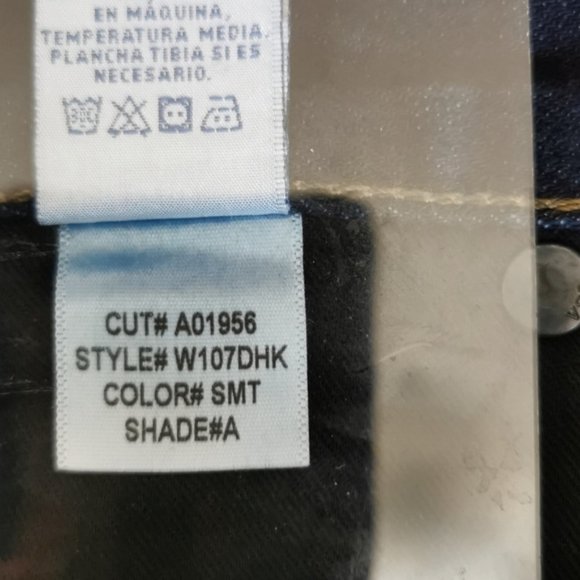 EN MÁQUINA,
TEMPERATURA MEDIA.
PLANCHA TIBIA SI ES
NECESARIO.
CUT# A01956
STYLE# W107DHK
COLOR# SMT
SHADE#A